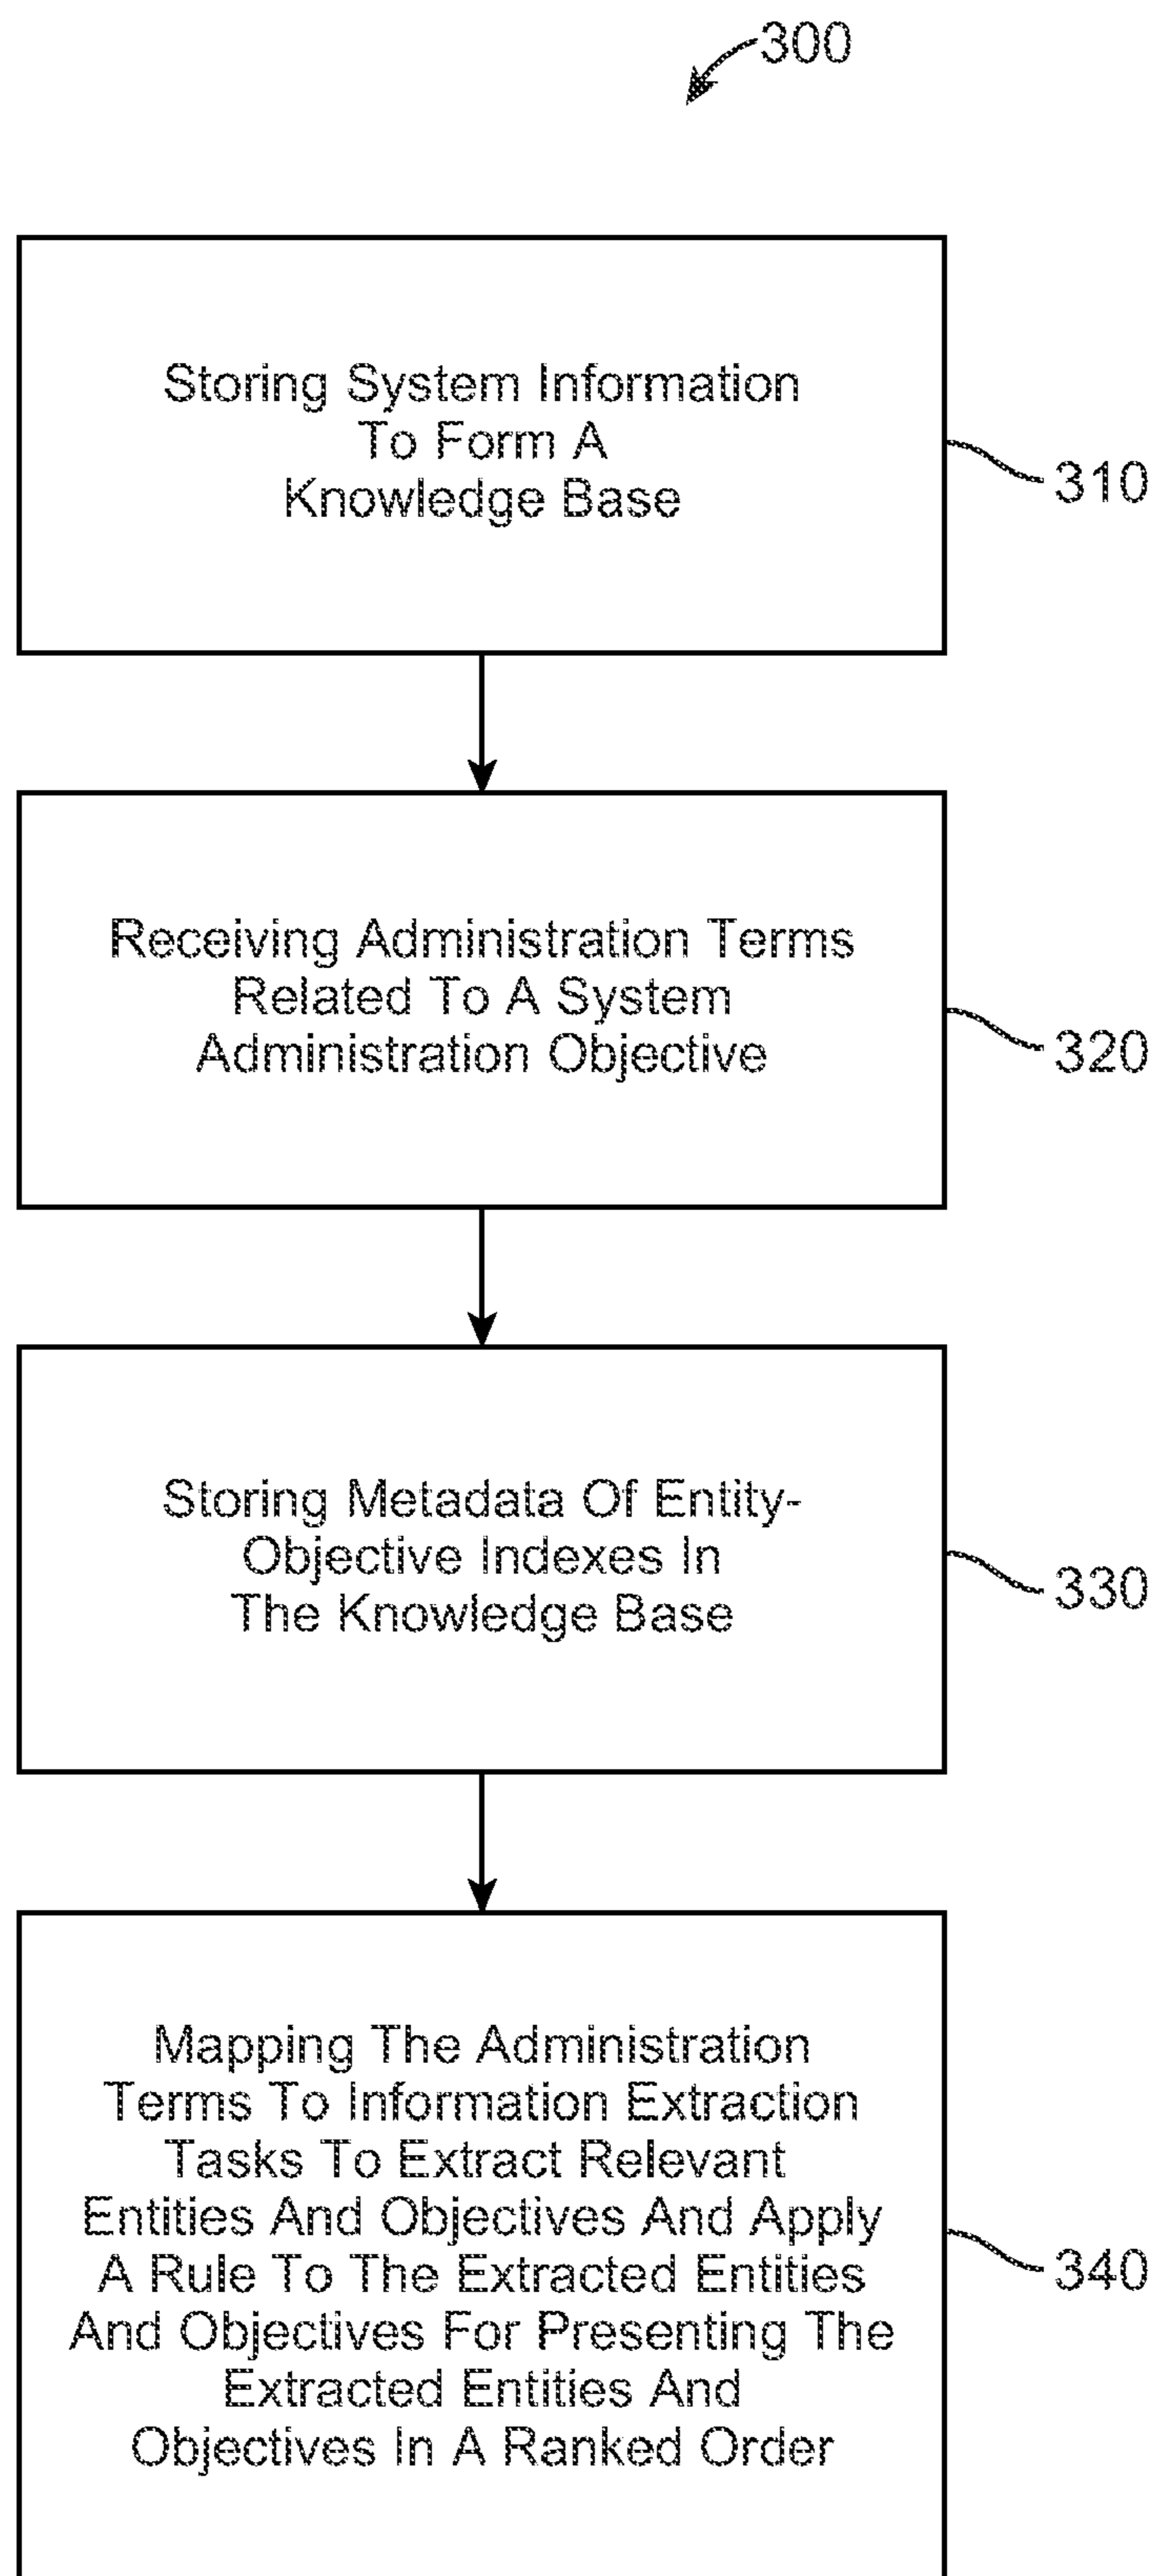 300
Storing System Information
To Form A
Knowledge Base
310
Receiving Administration Terms
Related To A System
Administration Objective
320
Storing Metadata Of Entity-
Objective Indexes In
The Knowledge Base
330
Mapping The Administration
Terms To Information Extraction
Tasks To Extract Relevant
Entities And Objectives And Apply
A Rule To The Extracted Entities
And Objectives For Presenting The
Extracted Entities And
Objectives In A Ranked Order
340